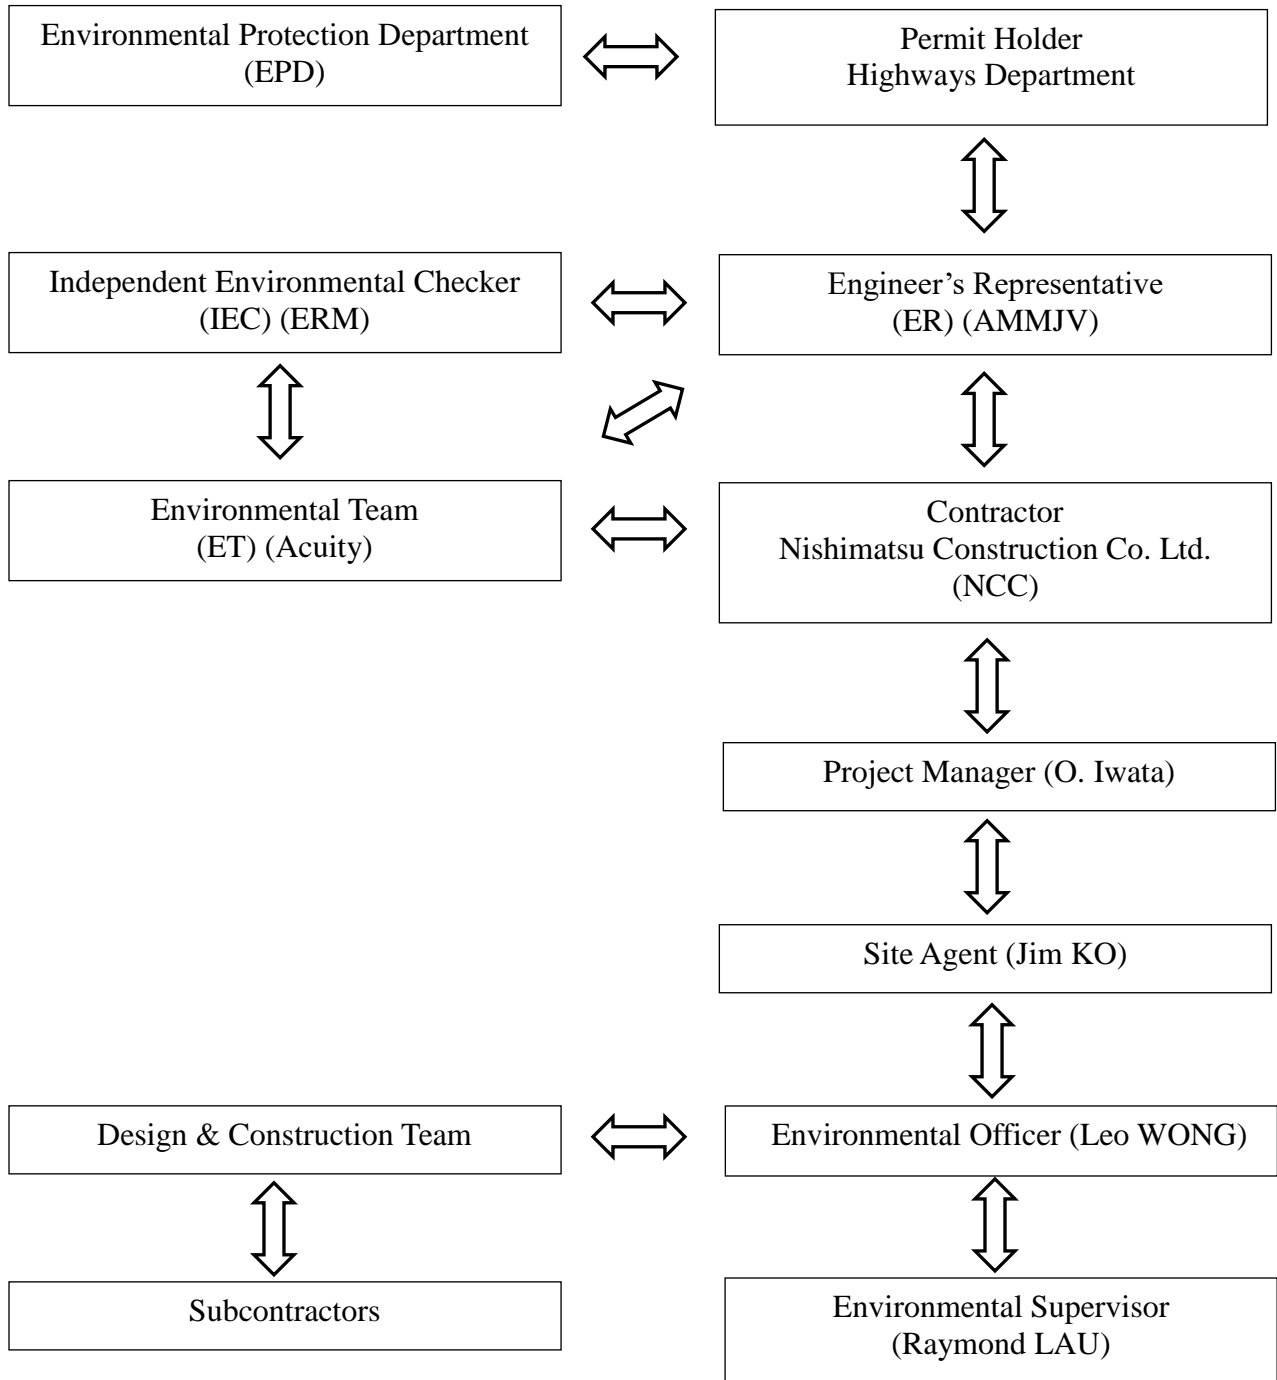 Environmental Protection Department
(EPD)
Permit Holder
Highways Department
Independent Environmental Checker
(IEC) (ERM)
Engineer’s Representative
(ER) (AMMJV)
Environmental Team
(ET) (Acuity)
Contractor
Nishimatsu Construction Co. Ltd.
(NCC)
Project Manager (O. Iwata)
Site Agent (Jim KO)
Design & Construction Team
Environmental Officer (Leo WONG)
Subcontractors
Environmental Supervisor
(Raymond LAU)